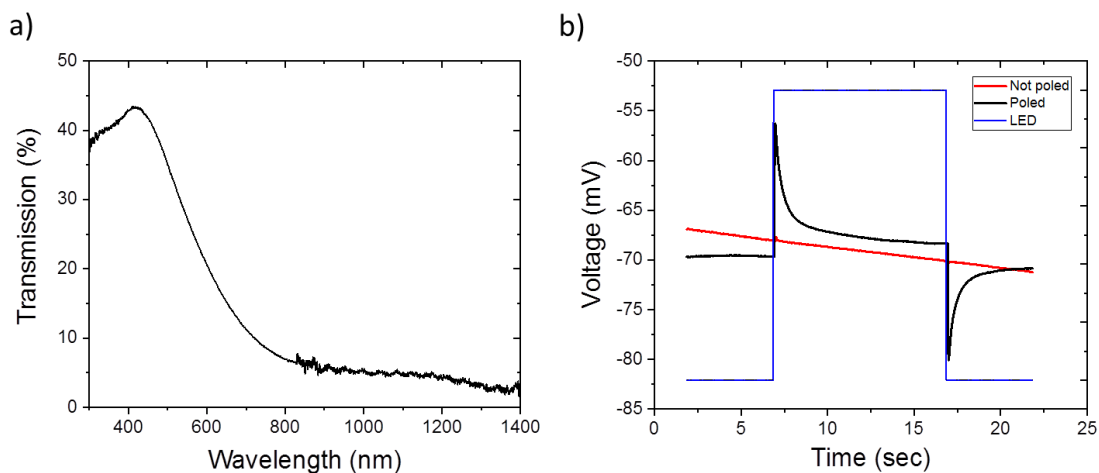 a)
50
40
30
20
10
0
Transmission (%)
400 600 800 1000 1200 1400
Wavelength (nm)
b)
-50
-55
-60
-65
-70
-75
-80
-85
Voltage (mV)
Not poled
Poled
LED
0 5 10 15 20 25
Time (sec)